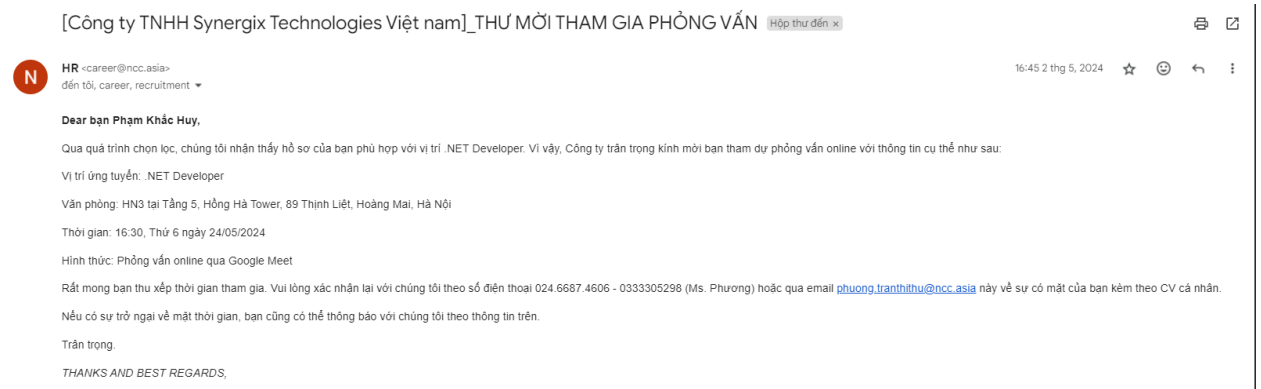 [Công ty TNHH Synergix Technologies Việt nam]_THƯ MỜI THAM GIA PHỎNG VẤN Hộp thư đến ×
N
HR <career@ncc.asia> 16:45 2 thg 5, 2024
đến tôi, career, recruitment
Dear bạn Phạm Khắc Huy,
Qua quá trình chọn lọc, chúng tôi nhận thấy hồ sơ của bạn phù hợp với vị trí .NET Developer. Vì vậy, Công ty trân trọng kính mời bạn tham dự phỏng vấn online với thông tin cụ thể như sau:
Vị trí ứng tuyển: .NET Developer
Văn phòng: HN3 tại Tầng 5, Hồng Hà Tower, 89 Thịnh Liệt, Hoàng Mai, Hà Nội
Thời gian: 16:30, Thứ 6 ngày 24/05/2024
Hình thức: Phỏng vấn online qua Google Meet
Rất mong bạn thu xếp thời gian tham gia. Vui lòng xác nhận lại với chúng tôi theo số điện thoại 024.6687.4606 - 0333305298 (Ms. Phương) hoặc qua email phuong.tranthithu@ncc.asia này về sự có mặt của bạn kèm theo CV cá nhân.
Nếu có sự trở ngại về mặt thời gian, bạn cũng có thể thông báo với chúng tôi theo thông tin trên.
Trân trọng.
THANKS AND BEST REGARDS,